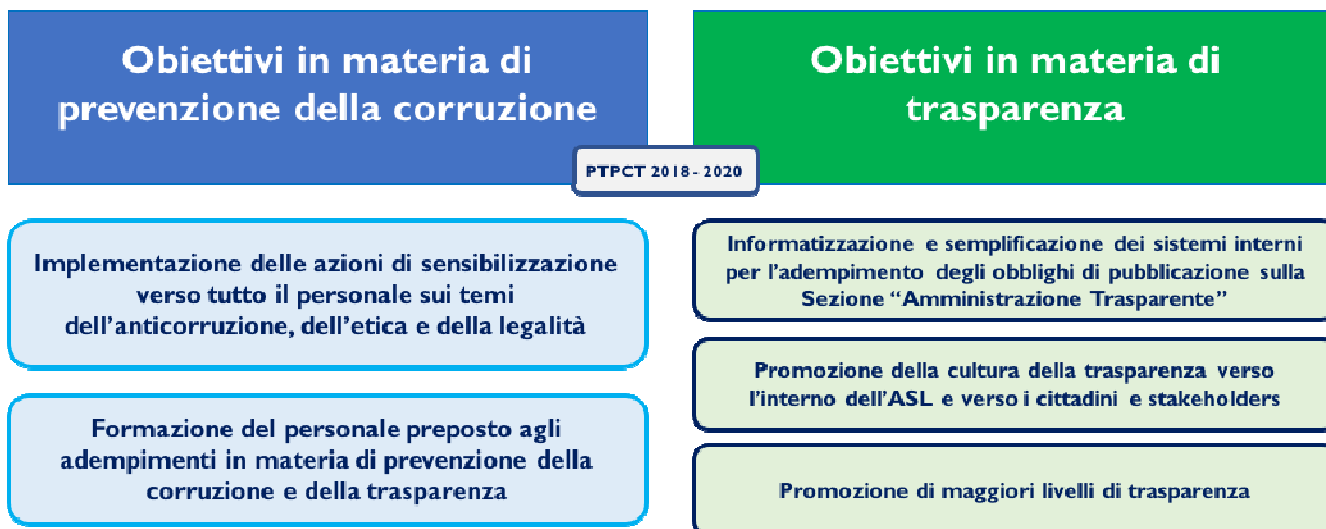 Obiettivi in materia di
prevenzione della corruzione
Obiettivi in materia di
trasparenza
PTPCT 2018 - 2020
Implementazione delle azioni di sensibilizzazione
verso tutto il personale sui temi
dell'anticorruzione, dell'etica e della legalità
Formazione del personale preposto agli
adempimenti in materia di prevenzione della
corruzione e della trasparenza
Informatizzazione e semplificazione dei sistemi interni
per l'adempimento degli obblighi di pubblicazione sulla
Sezione "Amministrazione Trasparente"
Promozione della cultura della trasparenza verso
l'interno dell'ASL e verso i cittadini e stakeholders
Promozione di maggiori livelli di trasparenza